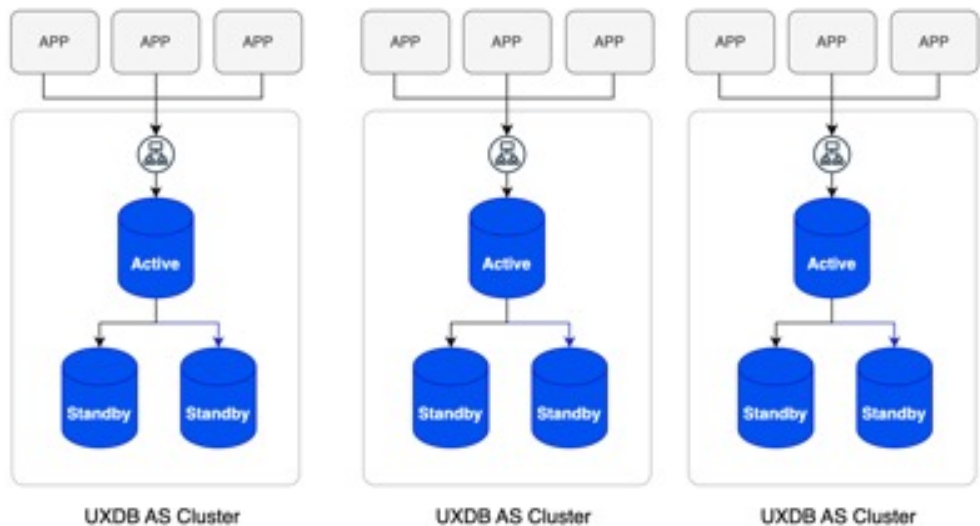 APP APP APP APP APP APP APP APP APP
Active Active Active
Standby Standby Standby Standby Standby Standby
UXDB AS Cluster UXDB AS Cluster UXDB AS Cluster